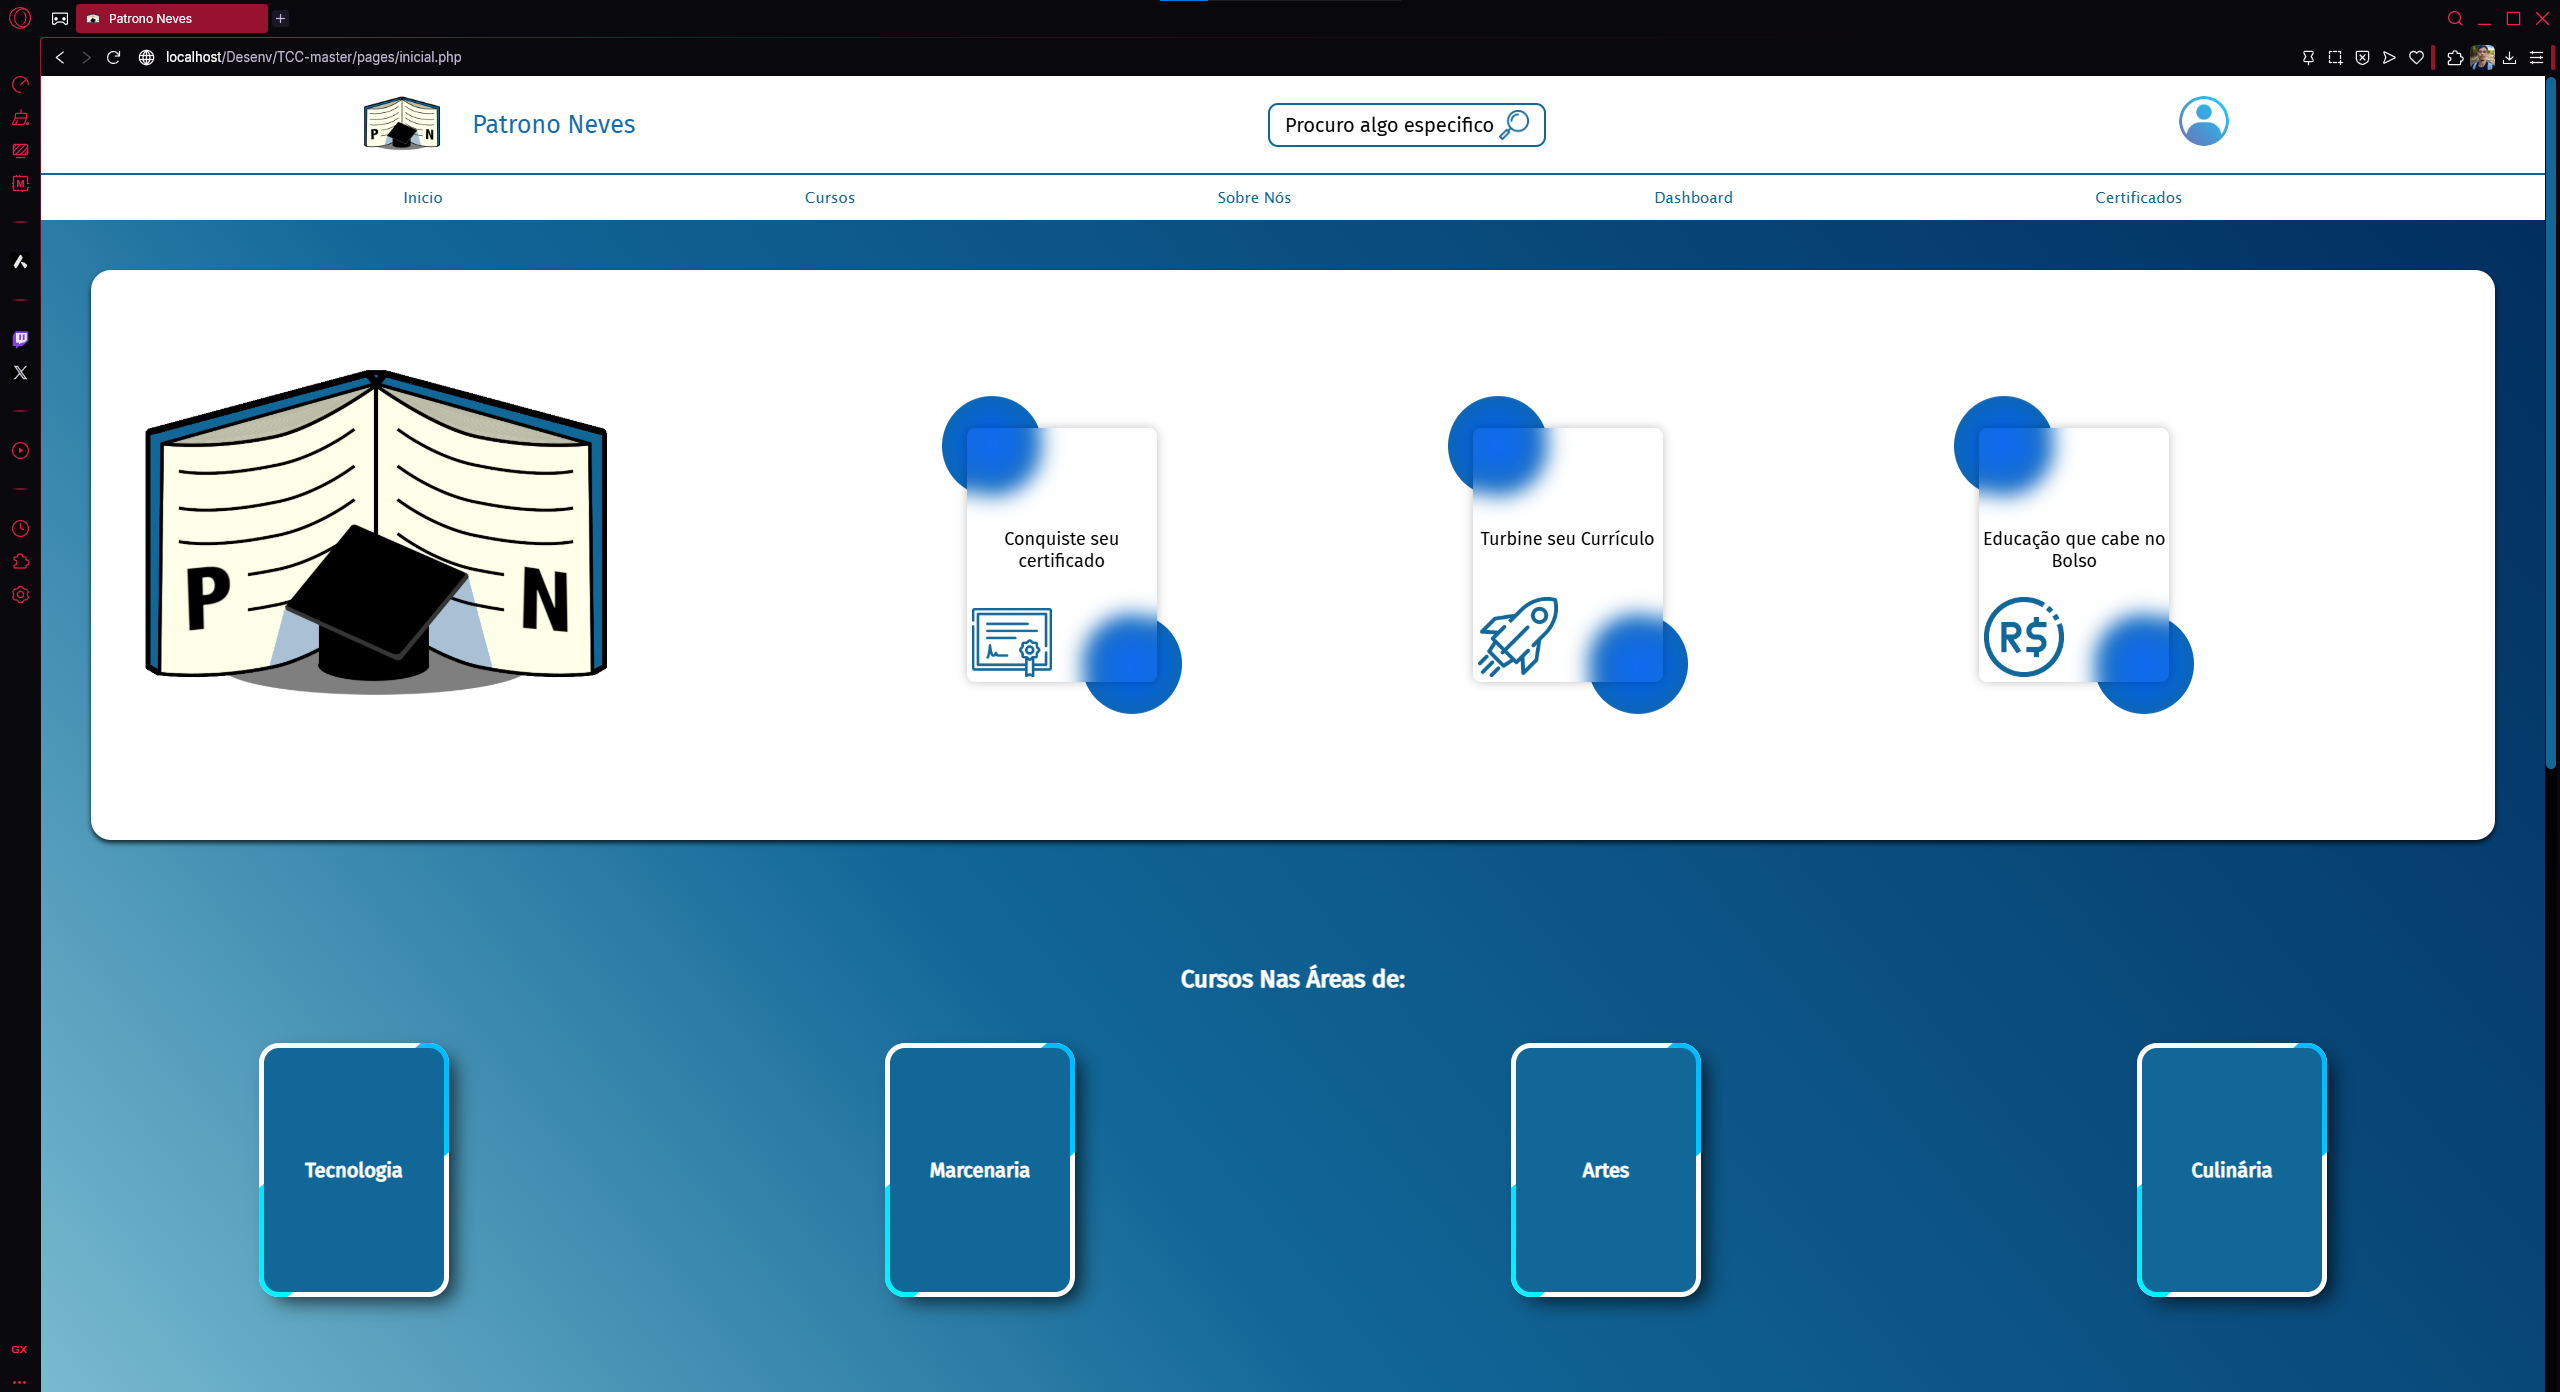 Patrono Neves
localhost/Desenv/TCC-master/pages/inicial.php
M
P N
Patrono Neves
Procuro algo especifico
Inicio
Cursos
Sobre Nós
Dashboard
Certificados
P N
Conquiste seu
certificado
Turbine seu Currículo
Educação que cabe no
Bolso
R$
Cursos Nas Áreas de:
Tecnologia
Marcenaria
Artes
Culinária
GX